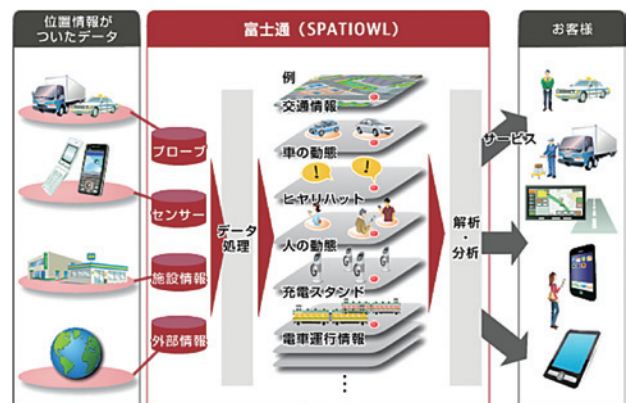 位置情報が
ついたデータ
富士通（SPATIOWL）
お客様
プローブ
センサー
施設情報
外部情報
データ
処理
例
交通情報
車の動態
ヒヤリハット
！
！
人の動態
充電スタンド
電車運行情報
⋮
解析
・
分析
サービス